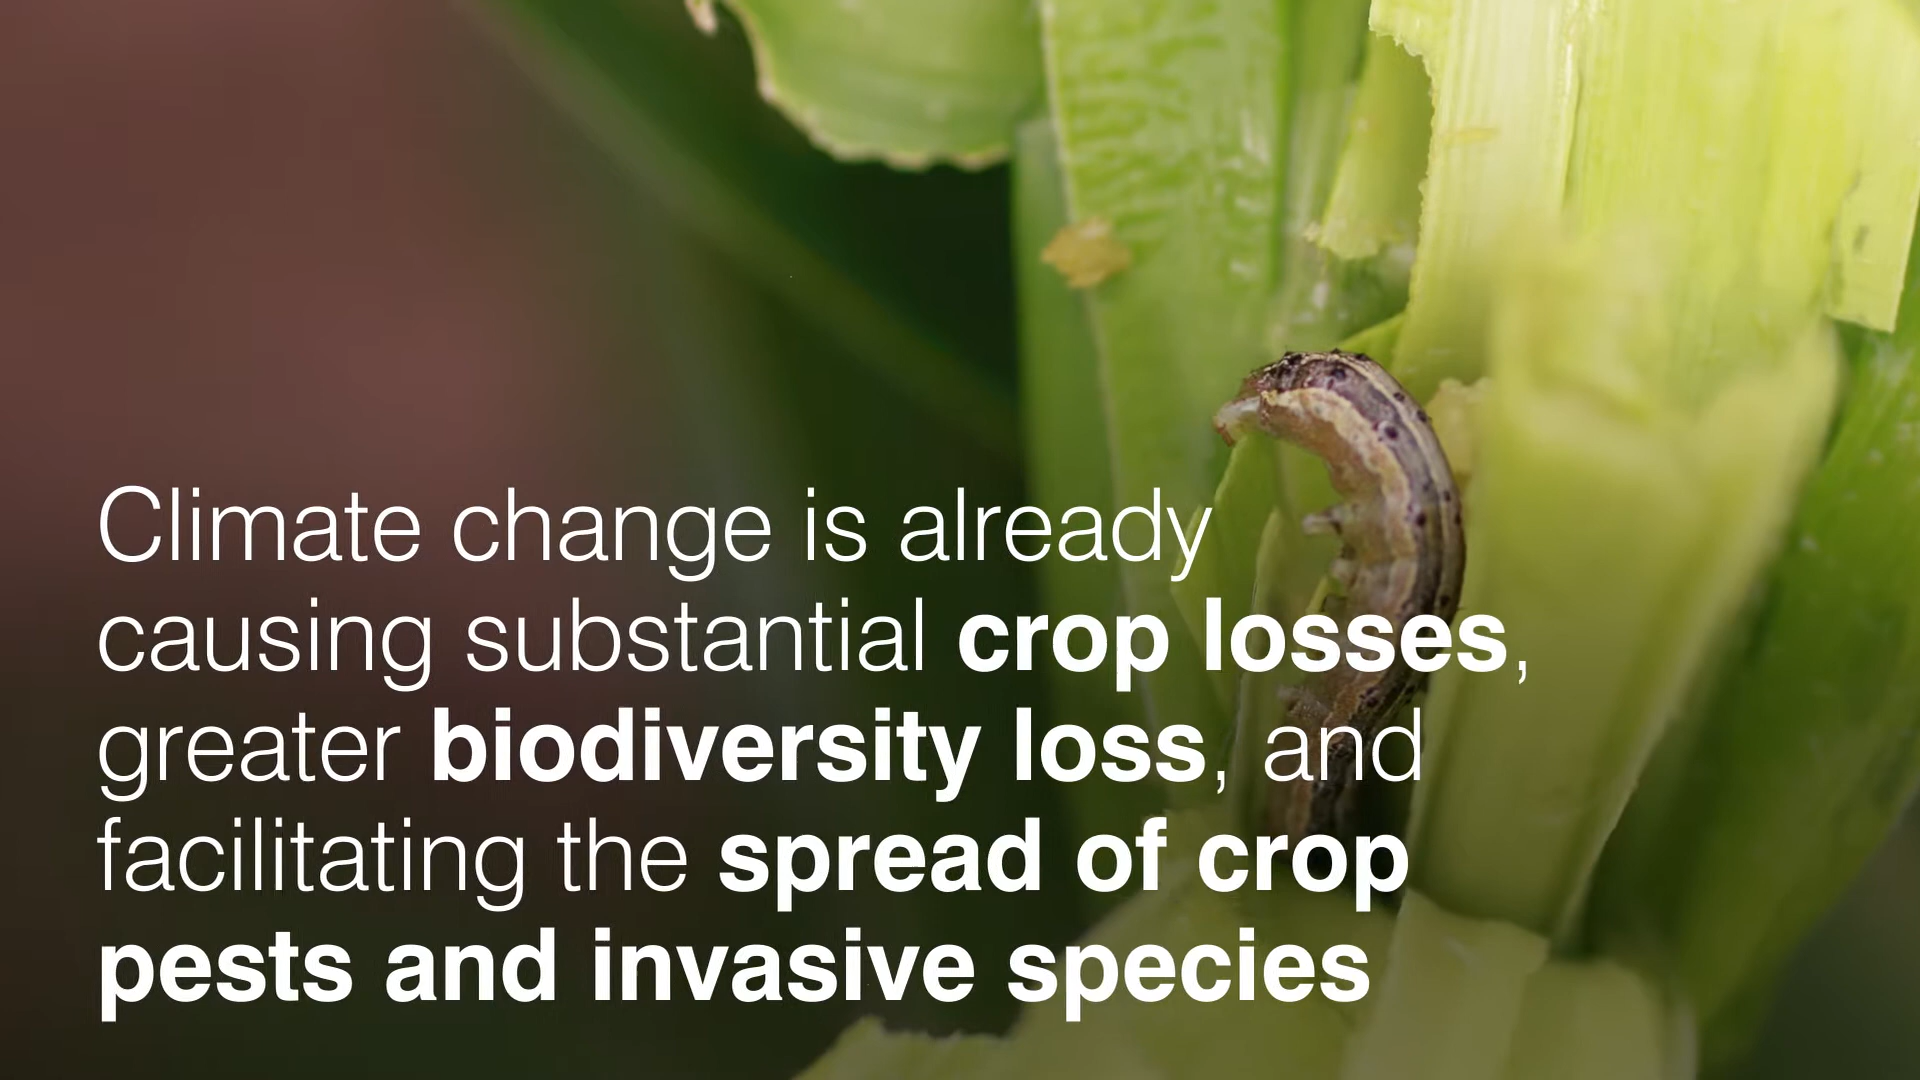 Climate change is already
causing substantial crop losses,
greater biodiversity loss, and
facilitating the spread of crop
pests and invasive species